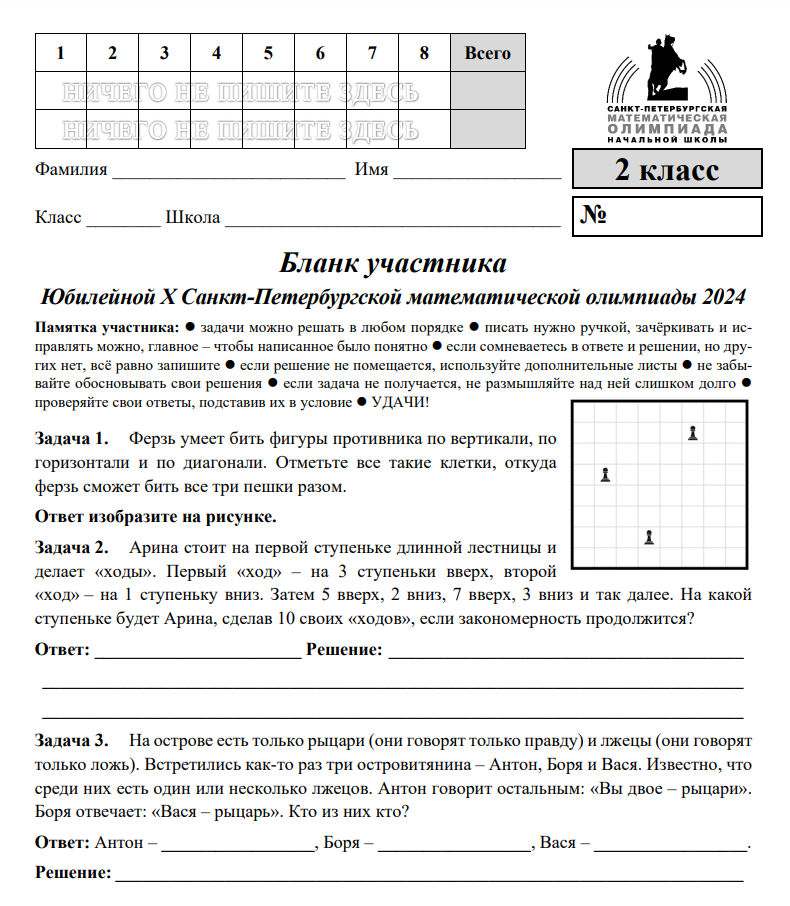 1 2 3 4 5 6 7 8 Всего
НИЧЕГО НЕ ПИШИТЕ ЗДЕСЬ
НИЧЕГО НЕ ПИШИТЕ ЗДЕСЬ
САНКТ-ПЕТЕРБУРГСКАЯ
МАТЕМАТИЧЕСКАЯ
ОЛИМПИАДА
НАЧАЛЬНОЙ ШКОЛЫ
Фамилия _________________________ Имя __________________
2 класс
Класс ________ Школа ____________________________________
№
Бланк участника
Юбилейной X Санкт-Петербургской математической олимпиады 2024
Памятка участника: ● задачи можно решать в любом порядке ● писать нужно ручкой, зачёркивать и ис-
правлять можно, главное – чтобы написанное было понятно ● если сомневаетесь в ответе и решении, но дру-
гих нет, всё равно запишите ● если решение не помещается, используйте дополнительные листы ● не забы-
вайте обосновывать свои решения ● если задача не получается, не размышляйте над ней слишком долго ●
проверяйте свои ответы, подставив их в условие ● УДАЧИ!
Задача 1. Ферзь умеет бить фигуры противника по вертикали, по
горизонтали и по диагонали. Отметьте все такие клетки, откуда
ферзь сможет бить все три пешки разом.
Ответ изобразите на рисунке.
Задача 2. Арина стоит на первой ступеньке длинной лестницы и
делает «ходы». Первый «ход» – на 3 ступеньки вверх, второй
«ход» – на 1 ступеньку вниз. Затем 5 вверх, 2 вниз, 7 вверх, 3 вниз и так далее. На какой
ступеньке будет Арина, сделав 10 своих «ходов», если закономерность продолжится?
Ответ: ______________________ Решение: ______________________________________
Задача 3. На острове есть только рыцари (они говорят только правду) и лжецы (они говорят
только ложь). Встретились как-то раз три островитянина – Антон, Боря и Вася. Известно, что
среди них есть один или несколько лжецов. Антон говорит остальным: «Вы двое – рыцари».
Боря отвечает: «Вася – рыцарь». Кто из них кто?
Ответ: Антон – ________________, Боря – ________________, Вася – ________________.
Решение: ___________________________________________________________________